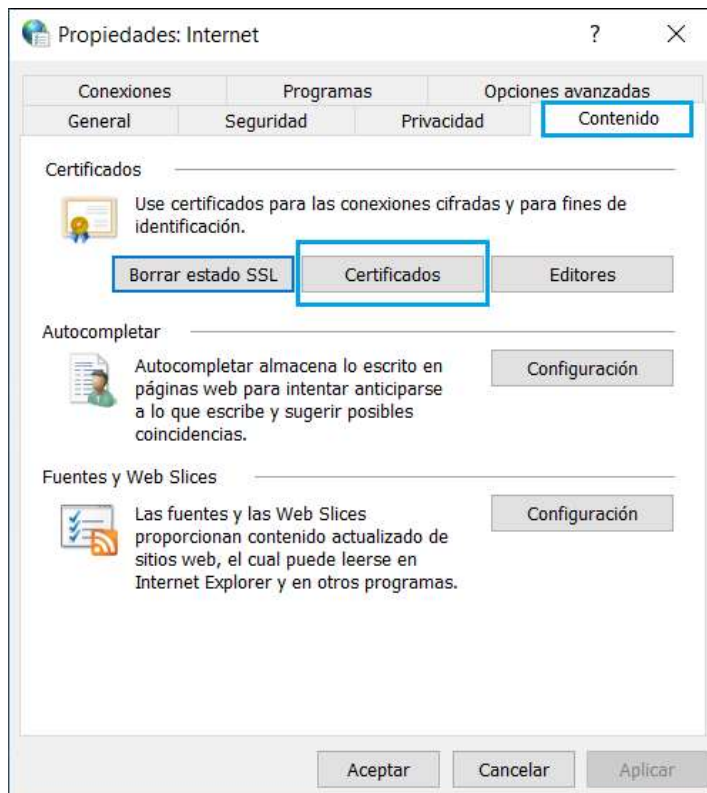 Propiedades: Internet
?
Conexiones Programas Opciones avanzadas
General Seguridad Privacidad Contenido
Certificados
Use certificados para las conexiones cifradas y para fines de
identificación.
Borrar estado SSL Certificados Editores
Autocompletar
Autocompletar almacena lo escrito en
páginas web para intentar anticiparse
a lo que escribe y sugerir posibles
coincidencias.
Configuración
Fuentes y Web Slices
Las fuentes y las Web Slices
proporcionan contenido actualizado de
sitios web, el cual puede leerse en
Internet Explorer y en otros programas.
Configuración
Aceptar Cancelar Aplicar